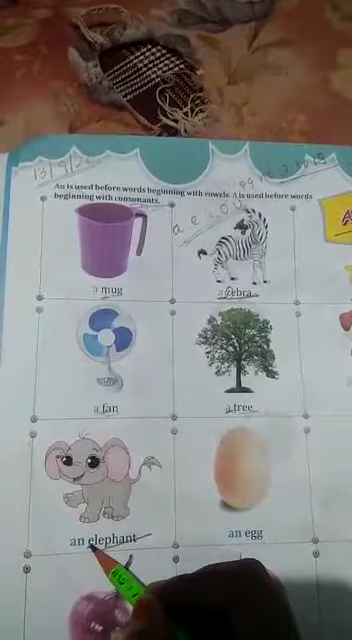 13/9/2
An is used before words beginning with vowels. A is used before words
beginning with consonants.
a e i o u
a mug
a zebra
a fan
a tree
an elephant
an egg